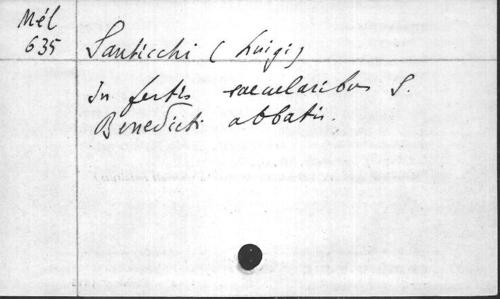 Mél
635
Santicchi (Luigi)
In festis saecularibus S.
Benedicti abbatis.